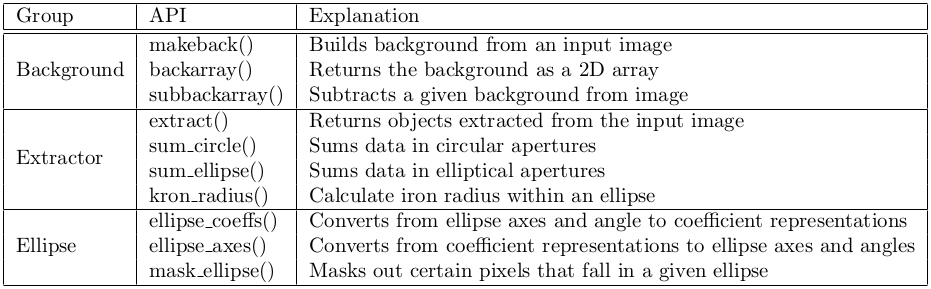 Group API Explanation
makeback() Builds background from an input image
Background backarray() Returns the background as a 2D array
subbackarray() Subtracts a given background from image
extract() Returns objects extracted from the input image
sum_circle() Sums data in circular apertures
Extractor
sum_ellipse() Sums data in elliptical apertures
kron_radius() Calculate iron radius within an ellipse
ellipse_coeffs() Converts from ellipse axes and angle to coefficient representations
Ellipse ellipse_axes() Converts from coefficient representations to ellipse axes and angles
mask_ellipse() Masks out certain pixels that fall in a given ellipse